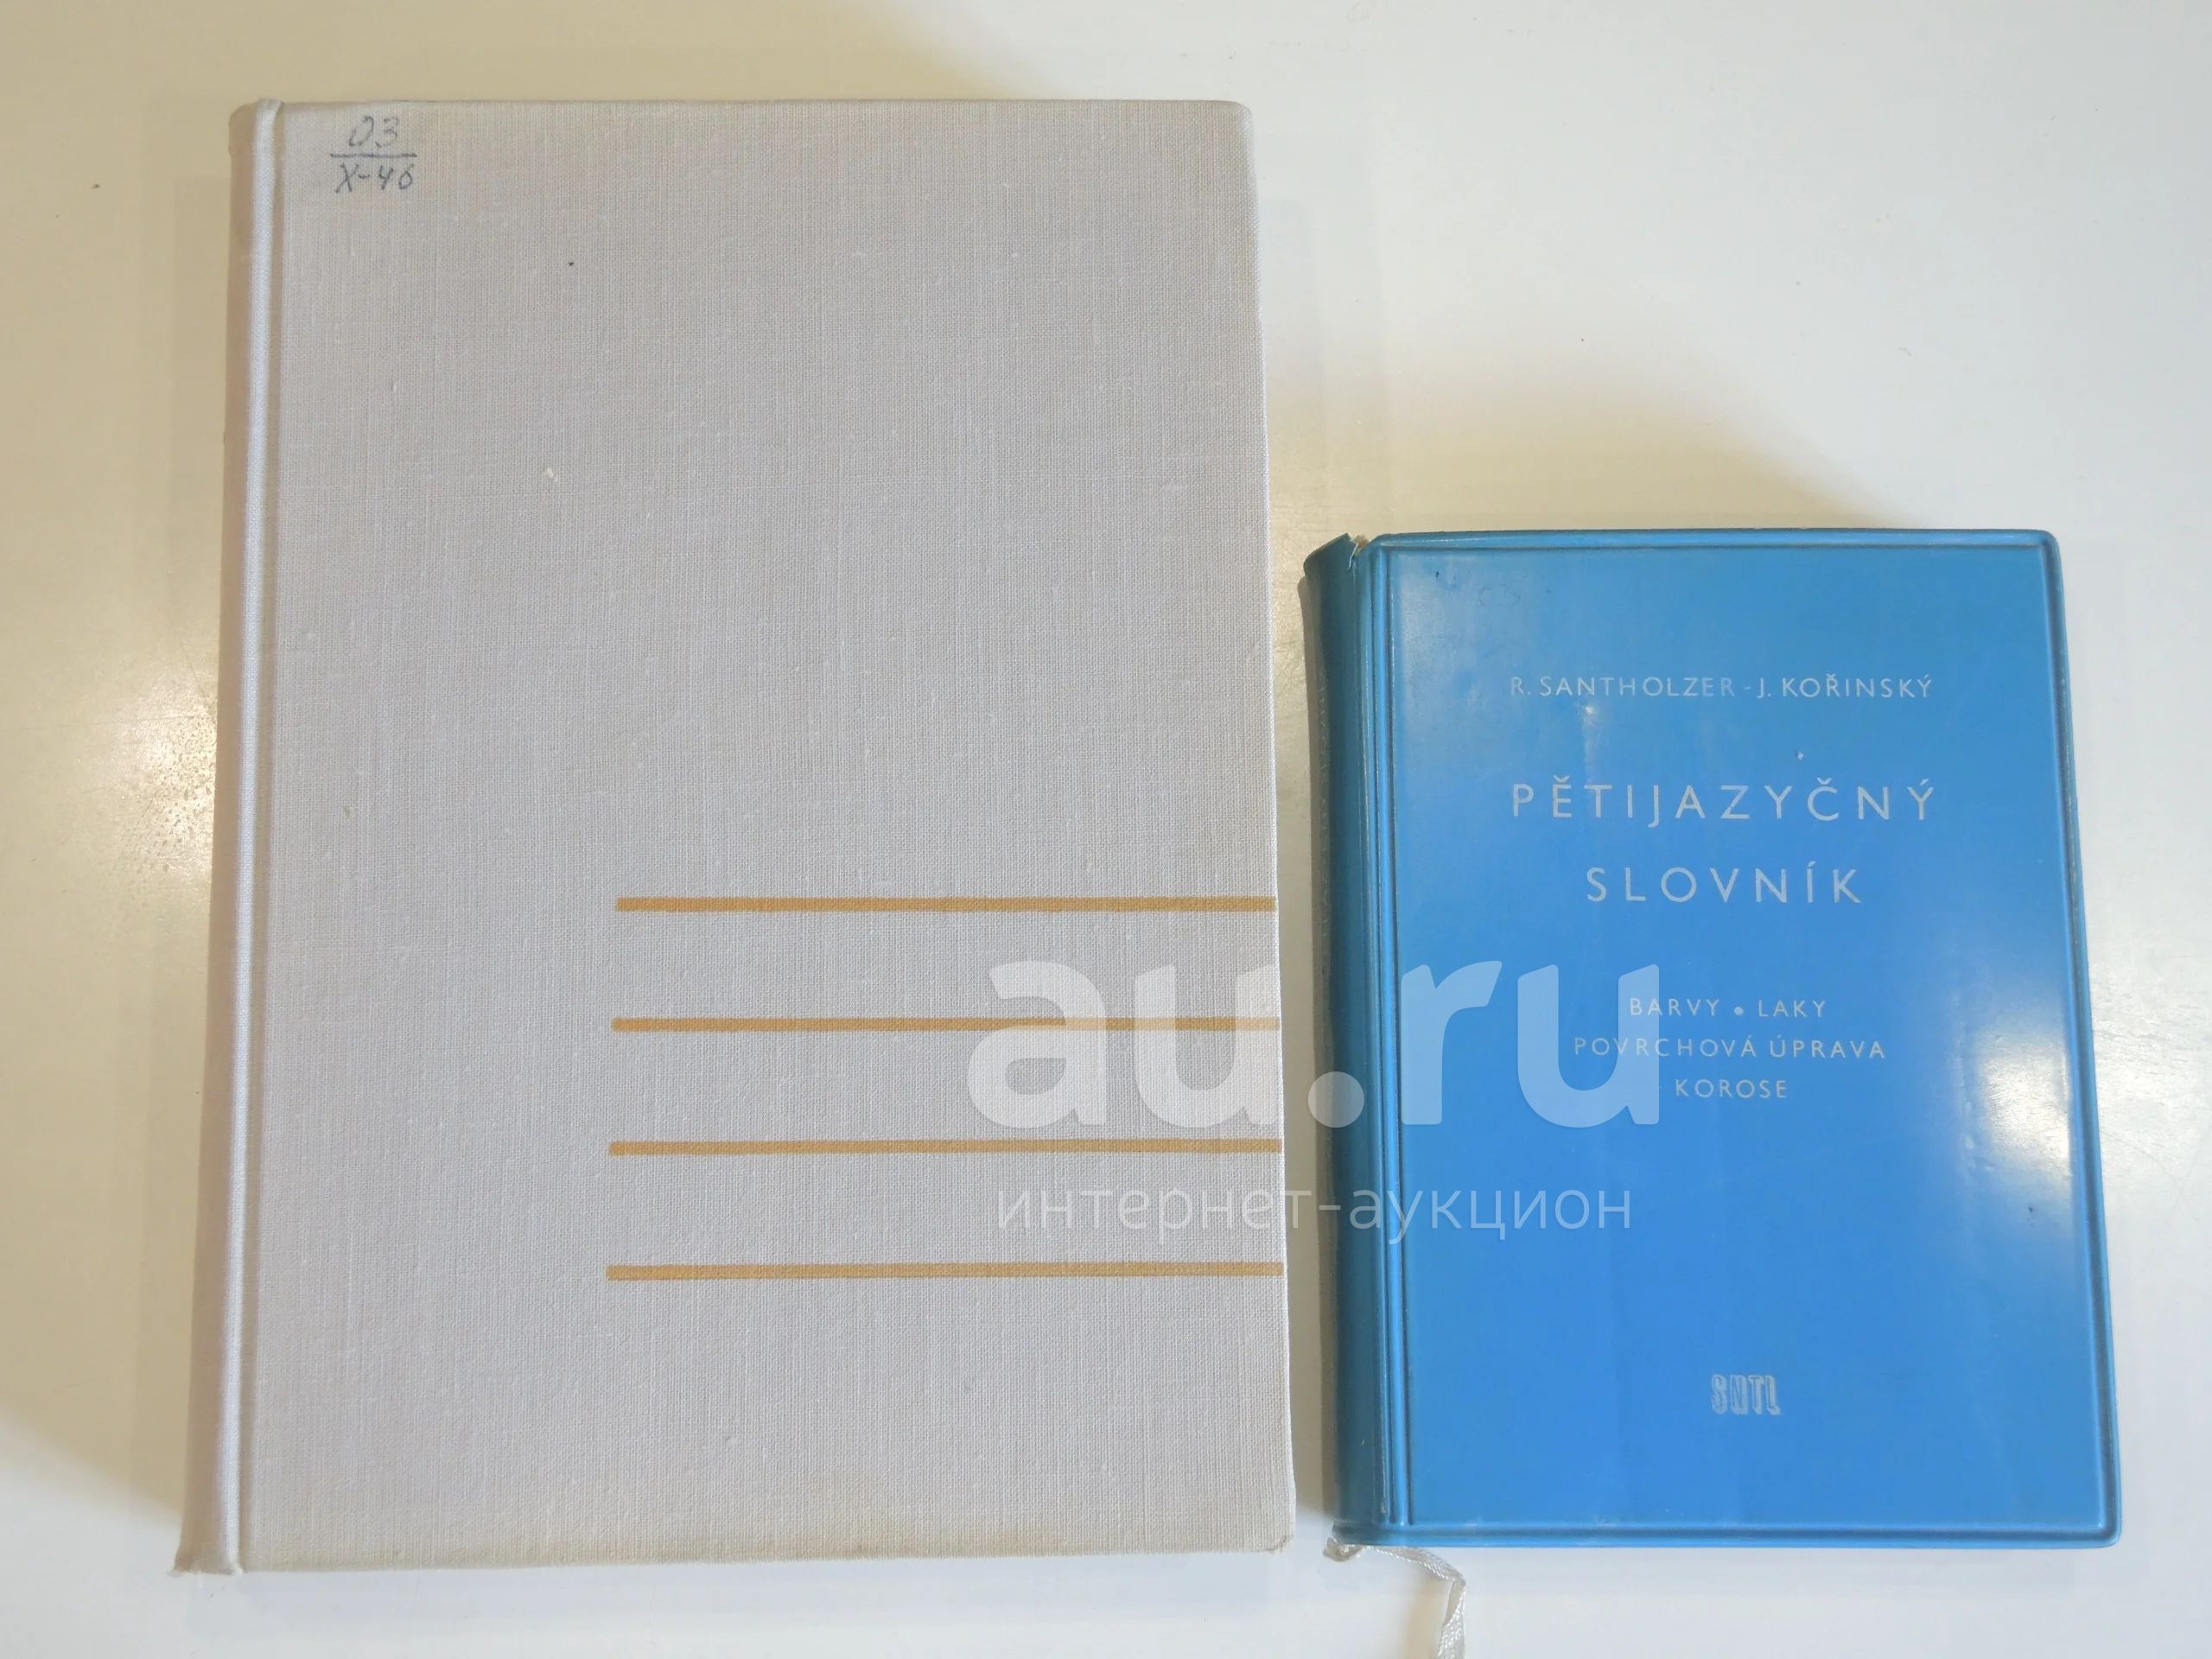 03
X-46
R. SANTHOLZER - J. KOŘINSKÝ
PĚTIJAZYČNÝ
SLOVNÍK
BARVY • LAKY
POVRCHOVÁ ÚPRAVA
KOROSE
SNTL
au.ru
интернет-аукцион